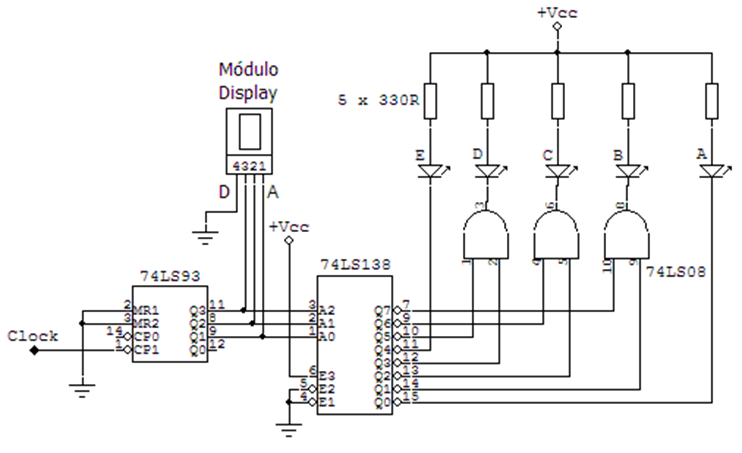 +Vcc
Módulo
Display
5 x 330R
4321
D A
E D C B A
+Vcc
3 6 8
1 2 4 5 10 9
74LS08
74LS93
74LS138
2 MR1 Q3 11
3 MR2 Q2 8
14 CP0 Q1 9
1 CP1 Q0 12
Clock
3 A2 Q7 7
2 A1 Q6 9
1 A0 Q5 10
Q4 11
Q3 12
6 E3 Q2 13
5 E2 Q1 14
4 E1 Q0 15